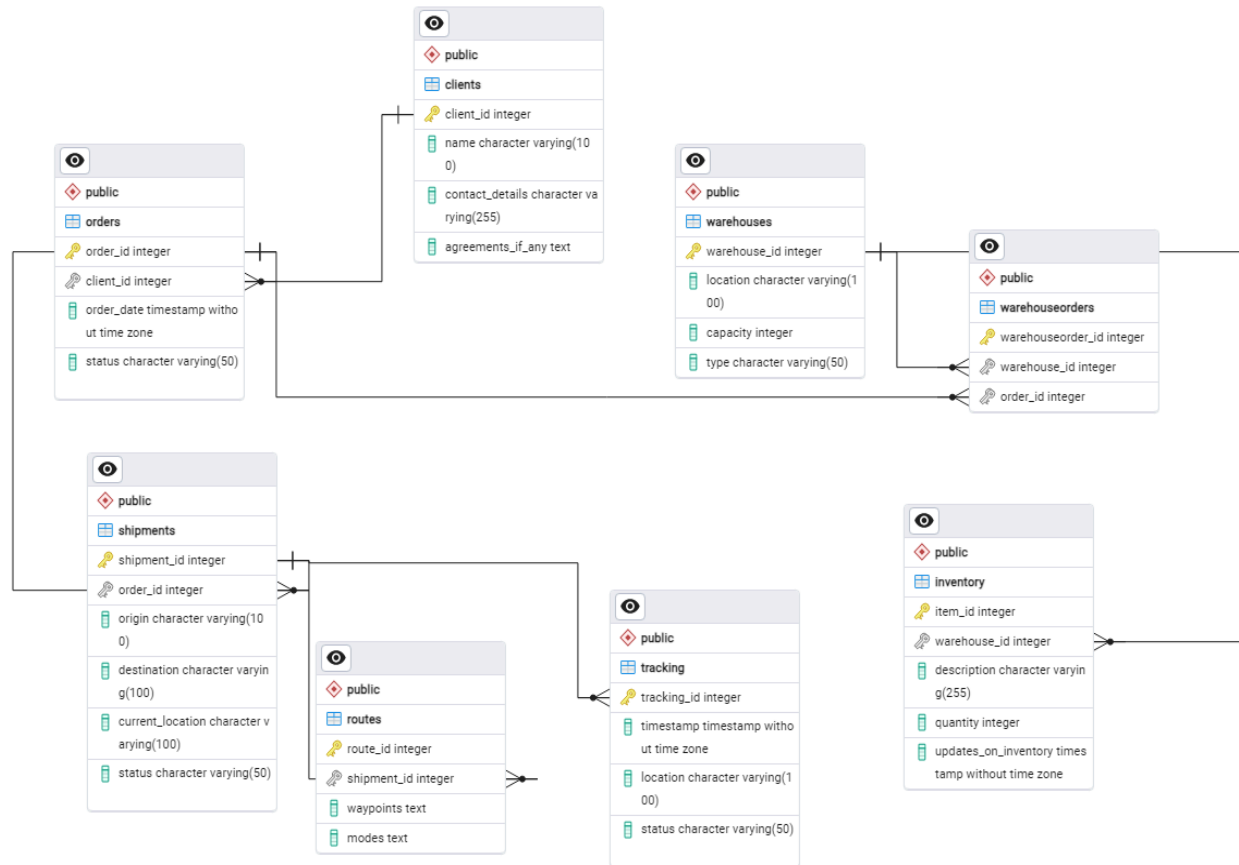 public
clients
client_id integer
name character varying(10
0)
contact_details character va
rying(255)
agreements_if_any text
public
orders
order_id integer
client_id integer
order_date timestamp witho
ut time zone
status character varying(50)
public
warehouses
warehouse_id integer
location character varying(1
00)
capacity integer
type character varying(50)
public
warehouseorders
warehouseorder_id integer
warehouse_id integer
order_id integer
public
shipments
shipment_id integer
order_id integer
origin character varying(10
0)
destination character varyin
g(100)
current_location character v
arying(100)
status character varying(50)
public
routes
route_id integer
shipment_id integer
waypoints text
modes text
public
tracking
tracking_id integer
timestamp timestamp witho
ut time zone
location character varying(1
00)
status character varying(50)
public
inventory
item_id integer
warehouse_id integer
description character varyin
g(255)
quantity integer
updates_on_inventory times
tamp without time zone